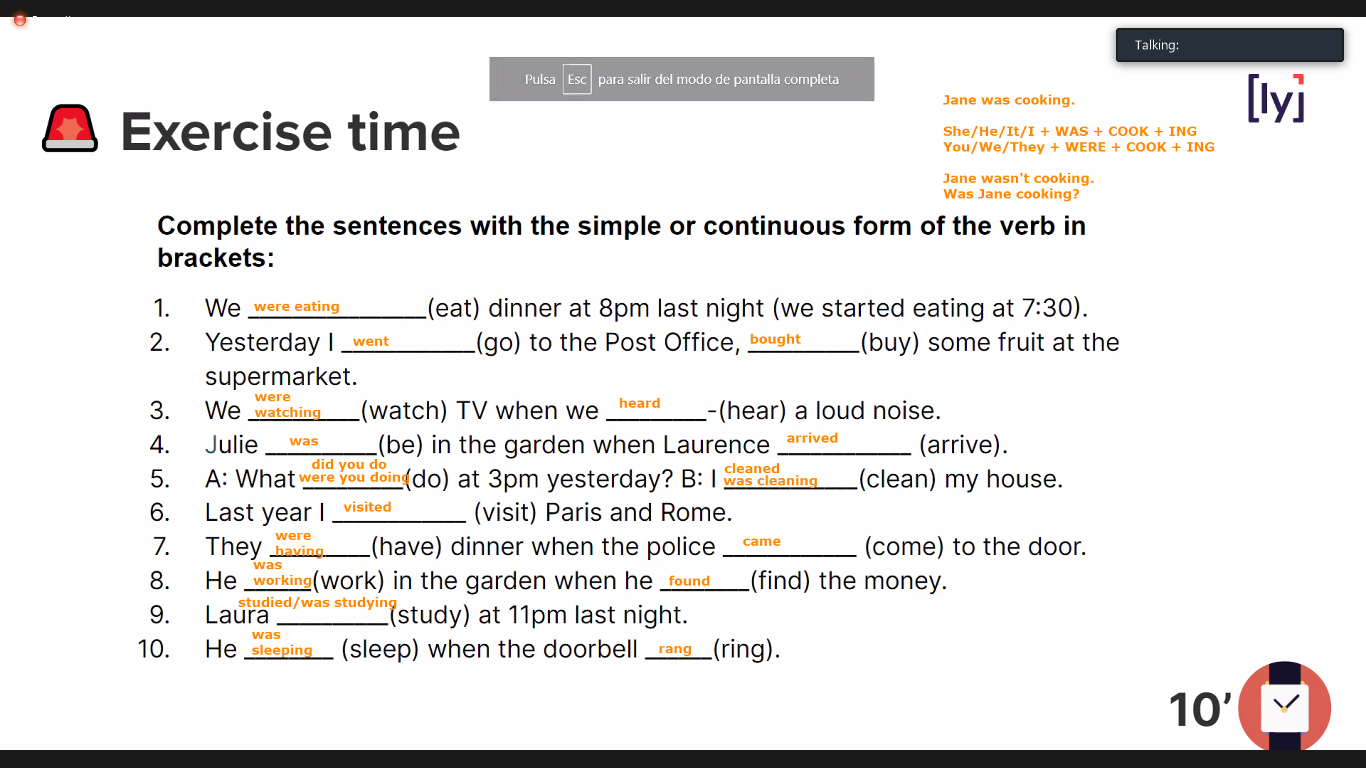 Talking:
Pulsa Esc para salir del modo de pantalla completa
[ly]
Jane was cooking.
She/He/It/I + WAS + COOK + ING
You/We/They + WERE + COOK + ING
Jane wasn't cooking.
Was Jane cooking?
Exercise time
Complete the sentences with the simple or continuous form of the verb in
brackets:
1. We were eating (eat) dinner at 8pm last night (we started eating at 7:30).
2. Yesterday I went (go) to the Post Office, bought (buy) some fruit at the
supermarket.
were
3. We watching (watch) TV when we heard -(hear) a loud noise.
4. Julie was (be) in the garden when Laurence arrived (arrive).
did you do cleaned
5. A: What were you doing (do) at 3pm yesterday? B: I was cleaning (clean) my house.
6. Last year I visited (visit) Paris and Rome.
were
7. They having (have) dinner when the police came (come) to the door.
was
8. He working (work) in the garden when he found (find) the money.
studied/was studying
9. Laura (study) at 11pm last night.
was
10. He sleeping (sleep) when the doorbell rang (ring).
10’